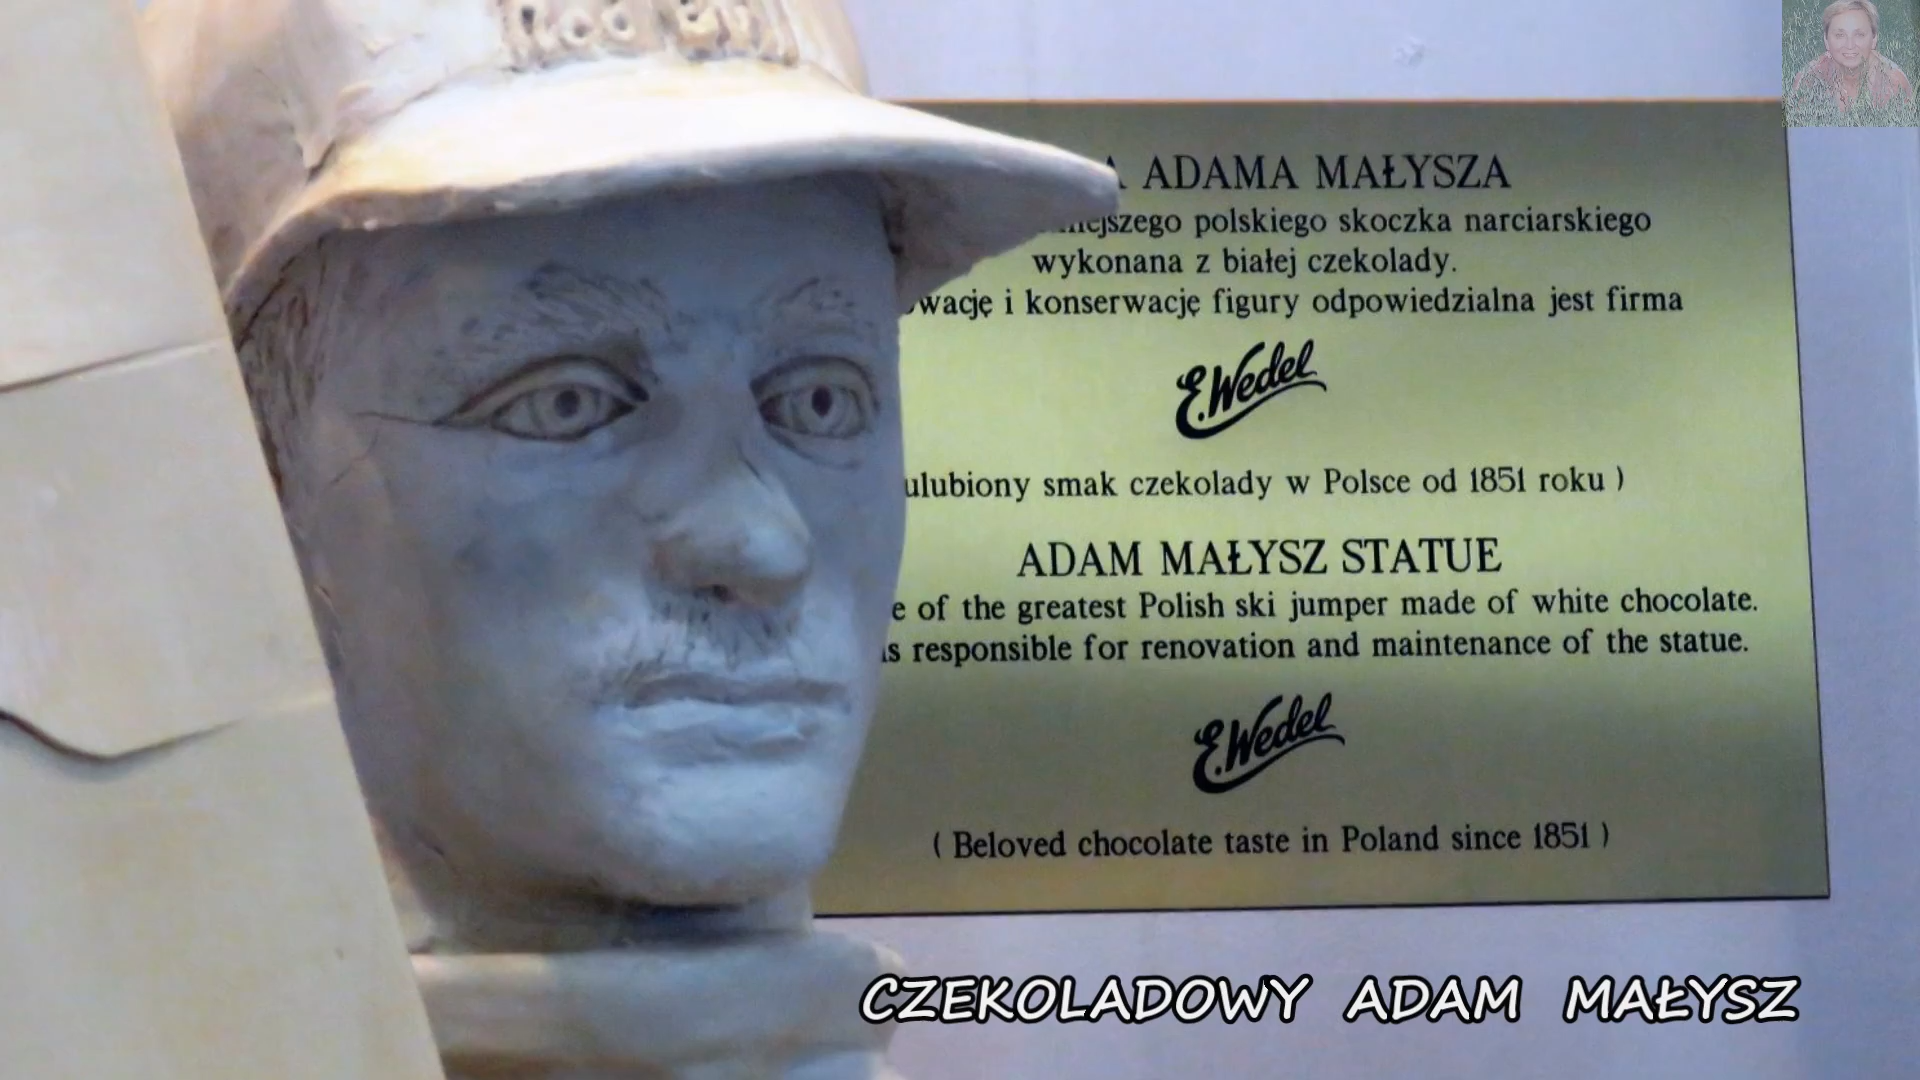 ADAMA MAŁYSZA
polskiego skoczka narciarskiego
wykonana z białej czekolady.
i konserwację figury odpowiedzialna jest firma
E.Wedel
ulubiony smak czekolady w Polsce od 1851 roku )
ADAM MAŁYSZ STATUE
of the greatest Polish ski jumper made of white chocolate.
is responsible for renovation and maintenance of the statue.
E.Wedel
( Beloved chocolate taste in Poland since 1851 )
CZEKOLADOWY ADAM MAŁYSZ